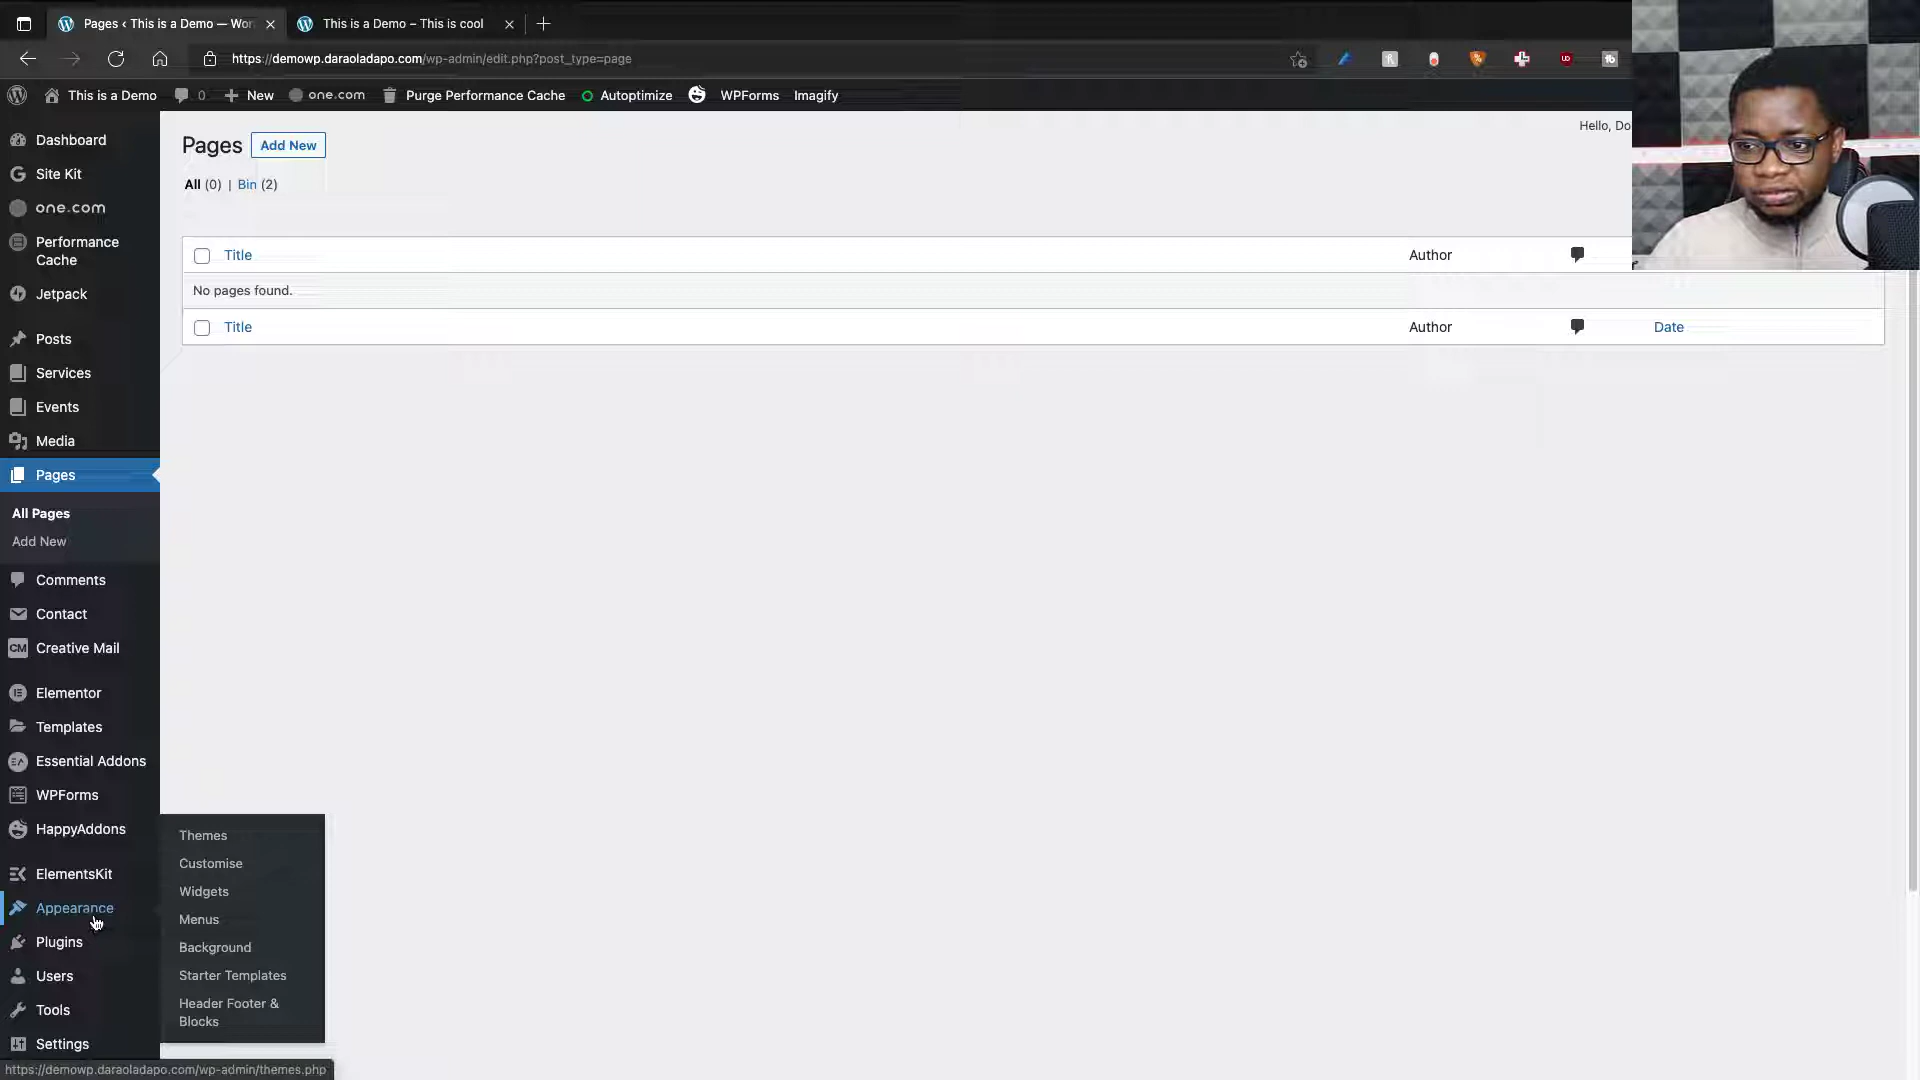 Pages ‹ This is a Demo — Wor
This is a Demo – This is cool
https://demowp.daraoladapo.com/wp-admin/edit.php?post_type=page
This is a Demo
0
New
one.com
Purge Performance Cache
Autoptimize
WPForms
Imagify
Dashboard
Site Kit
one.com
Performance
Cache
Jetpack
Posts
Services
Events
Media
Pages
All Pages
Add New
Comments
Contact
CM Creative Mail
Elementor
Templates
Essential Addons
WPForms
HappyAddons
ElementsKit
Appearance
Plugins
Users
Tools
Settings
Themes
Customise
Widgets
Menus
Background
Starter Templates
Header Footer &
Blocks
Hello, Do
Pages Add New
All (0) | Bin (2)
Title Author
No pages found.
Title Author Date
https://demowp.daraoladapo.com/wp-admin/themes.php